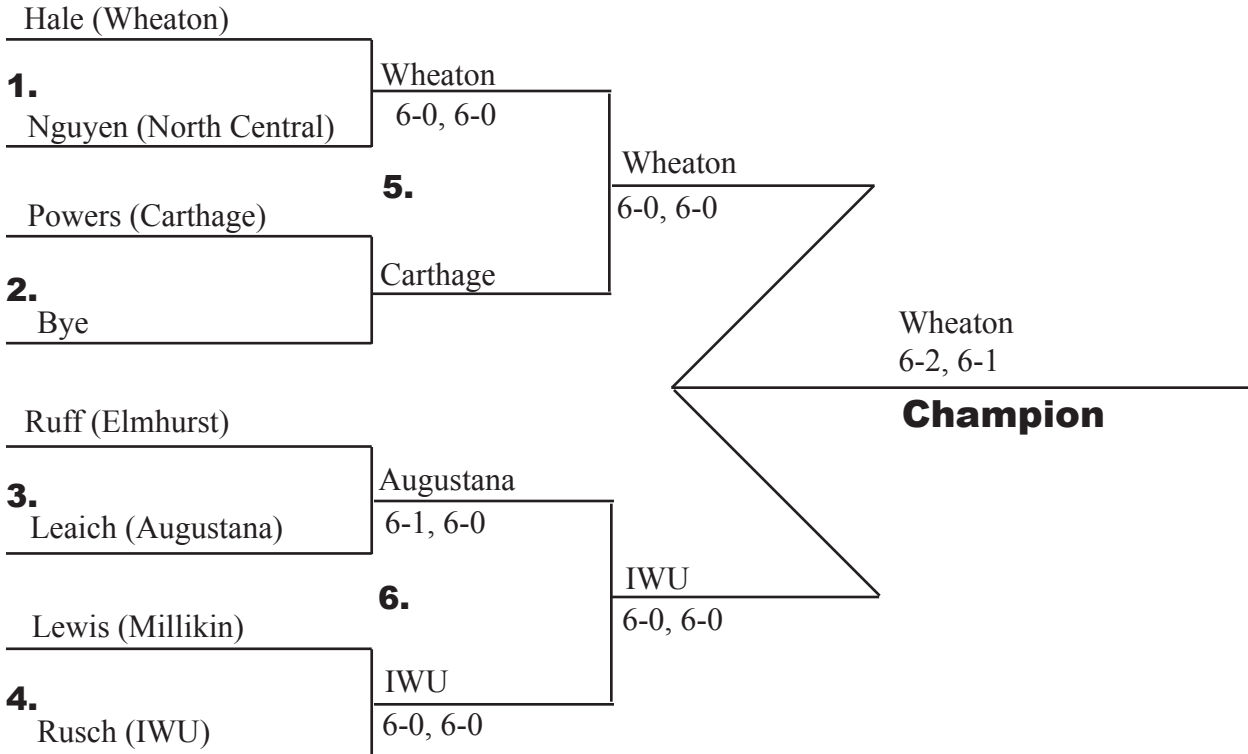 Hale (Wheaton)
1.
Nguyen (North Central)
Wheaton
6-0, 6-0
Powers (Carthage)
2.
Bye
Carthage
5.
Wheaton
6-0, 6-0
Ruff (Elmhurst)
3.
Leaich (Augustana)
Augustana
6-1, 6-0
Lewis (Millikin)
4.
Rusch (IWU)
IWU
6-0, 6-0
6.
IWU
6-0, 6-0
Wheaton
6-2, 6-1
Champion